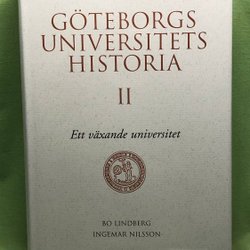 GÖTEBORGS
UNIVERSITETS
HISTORIA
II
Ett växande universitet
BO LINDBERG
INGEMAR NILSSON